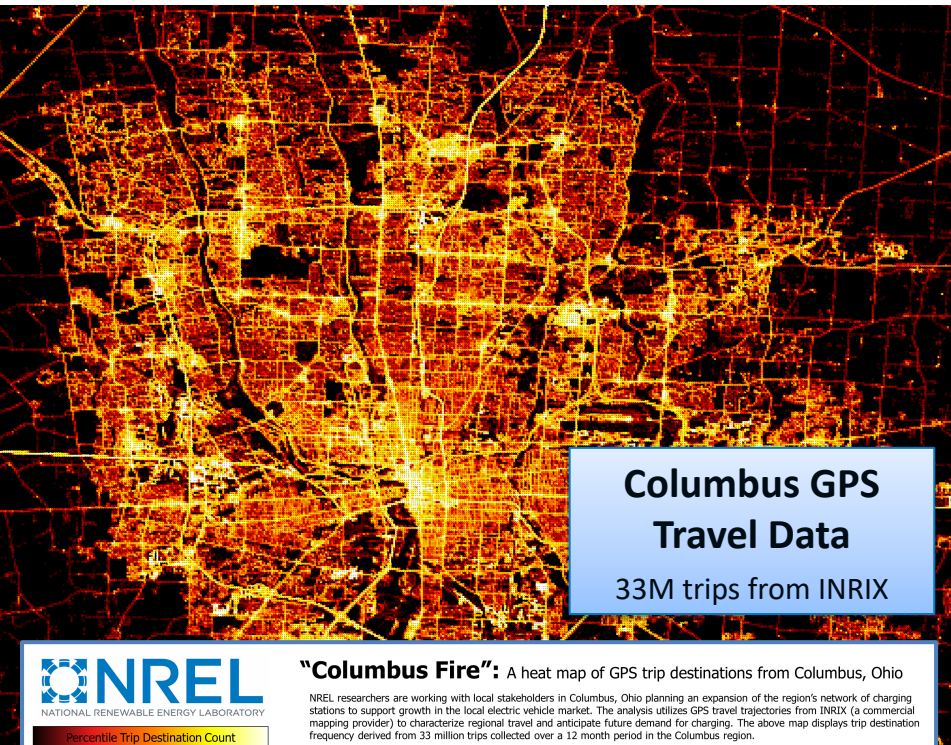 Columbus GPS
Travel Data
33M trips from INRIX
NREL
NATIONAL RENEWABLE ENERGY LABORATORY
Percentile Trip Destination Count
"Columbus Fire": A heat map of GPS trip destinations from Columbus, Ohio
NREL researchers are working with local stakeholders in Columbus, Ohio planning an expansion of the region's network of charging
stations to support growth in the local electric vehicle market. The analysis utilizes GPS travel trajectories from INRIX (a commercial
mapping provider) to characterize regional travel and anticipate future demand for charging. The above map displays trip destination
frequency derived from 33 million trips collected over a 12 month period in the Columbus region.